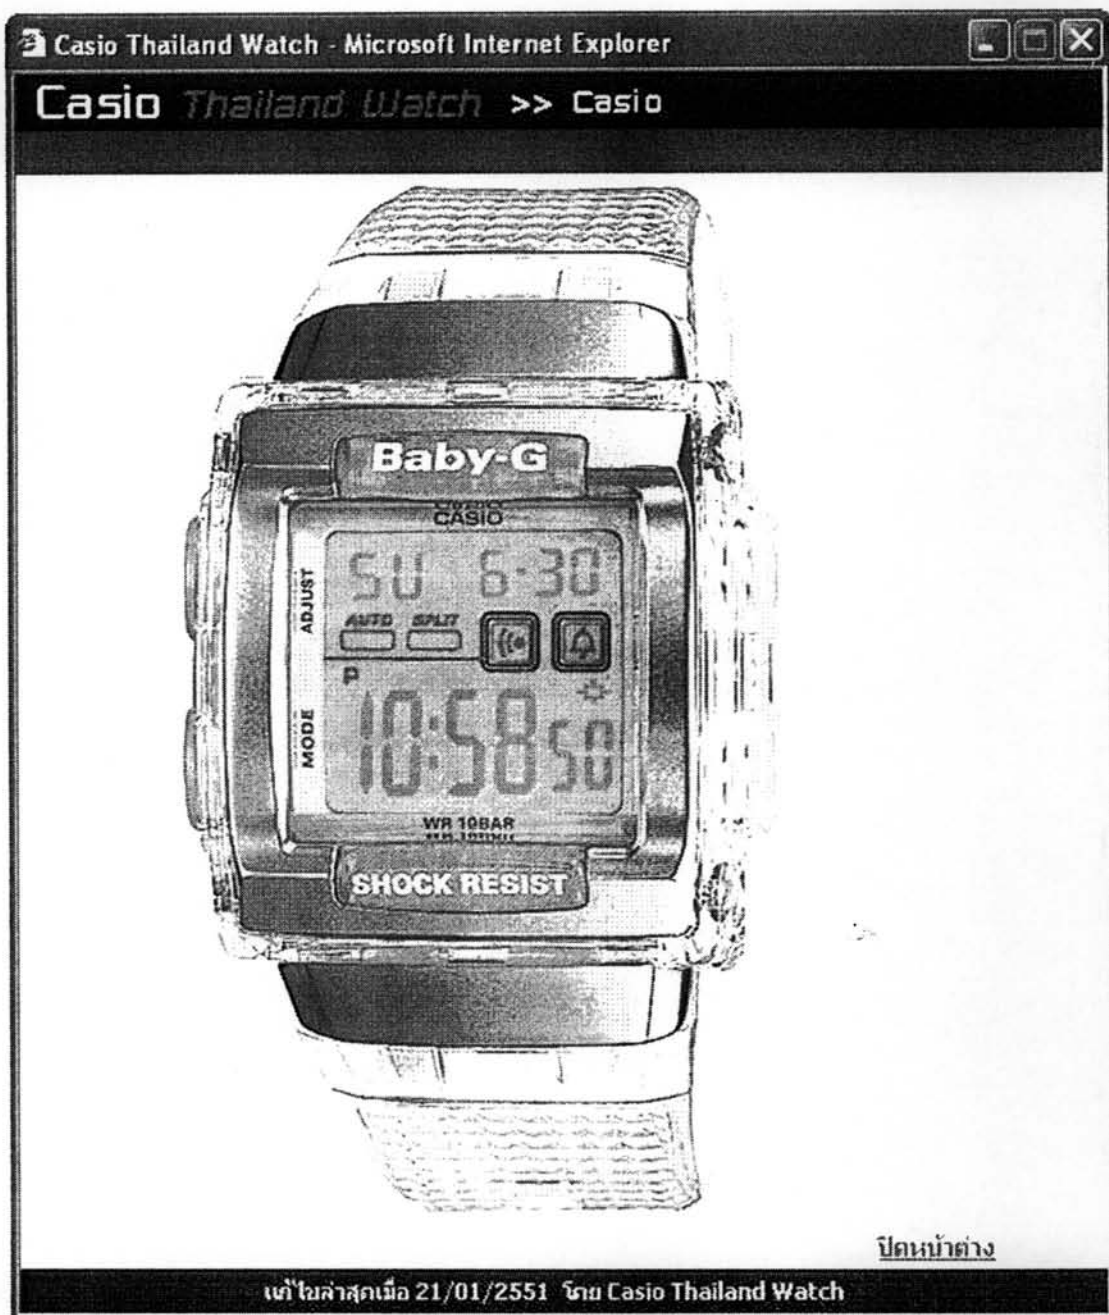 Casio Thailand Watch - Microsoft Internet Explorer
Casio Thailand Watch >> Casio
Baby-G
CASIO
SU 6-30
ADJUST
AUTO SPLIT
P
10:58 50
MODE
WR 10BAR
SHOCK RESIST
ปิดหน้าต่าง
แก้ไขล่าสุดเมื่อ 21/01/2551 โดย Casio Thailand Watch